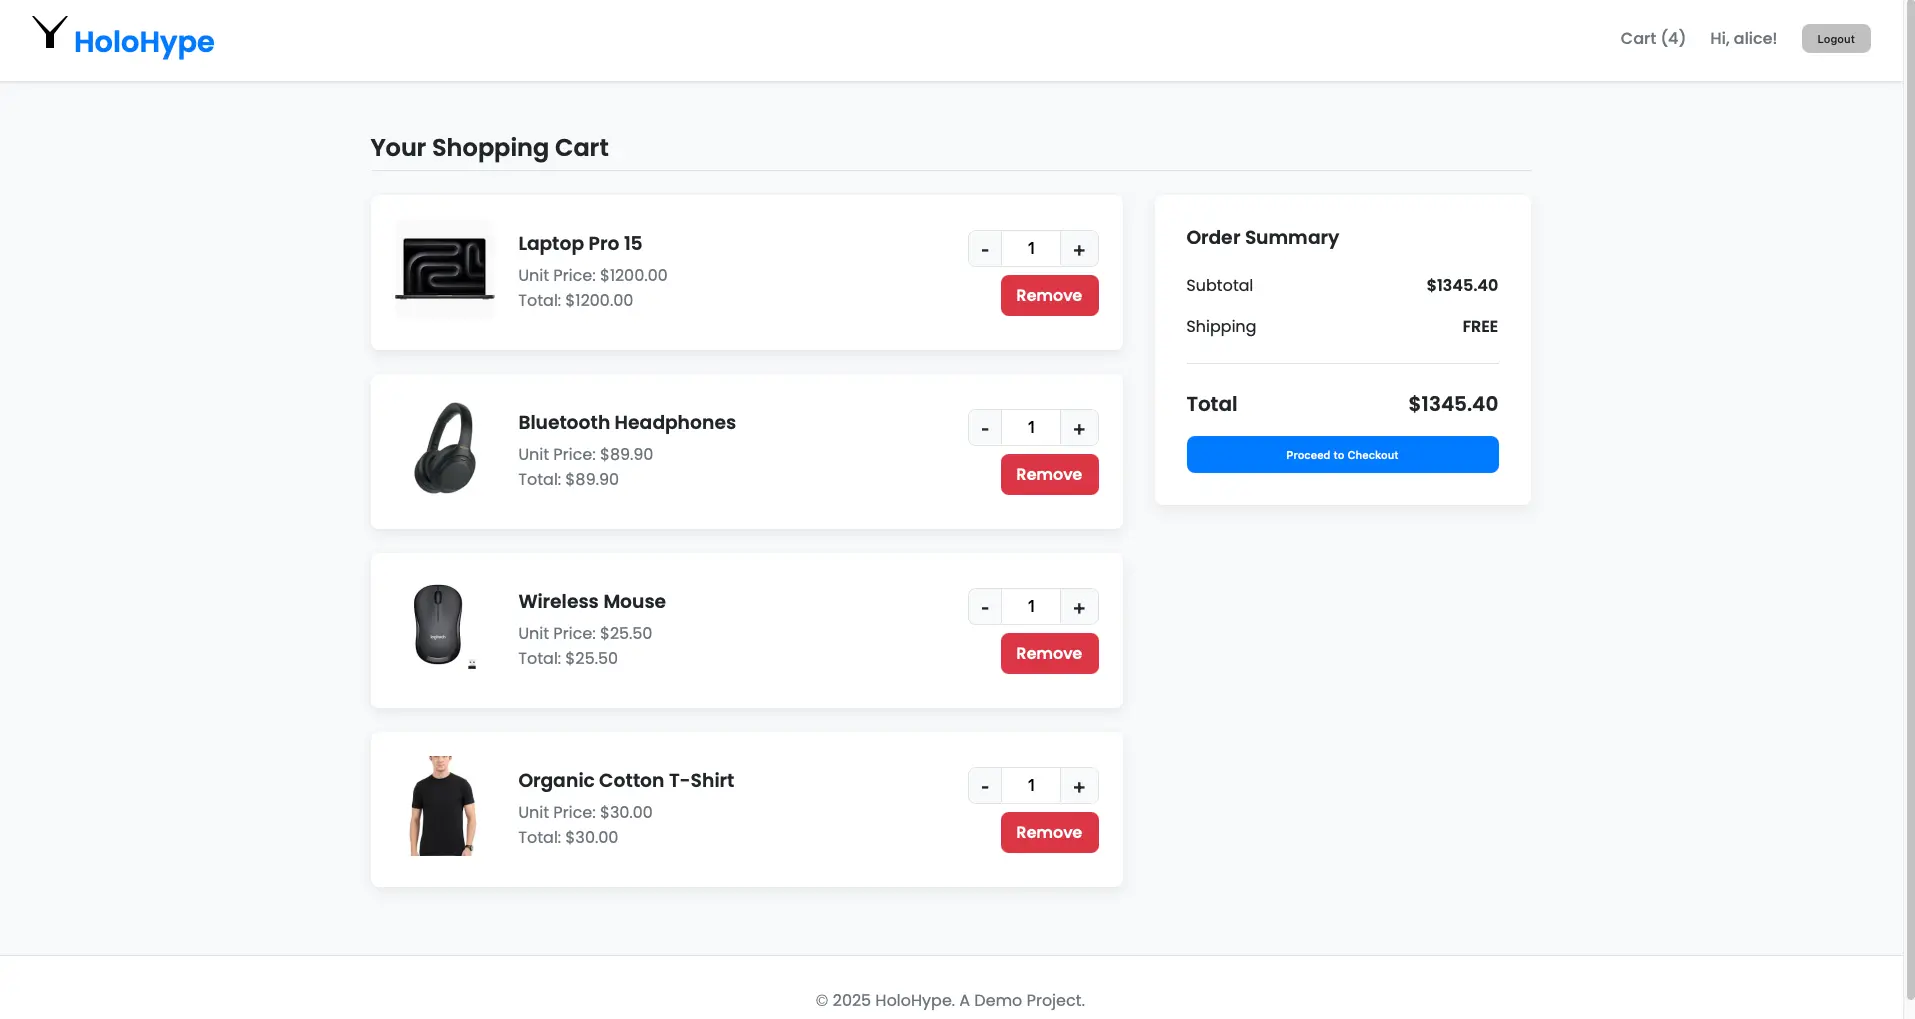 HoloHype
Cart (4)
Hi, alice!
Logout
Your Shopping Cart
Laptop Pro 15
Unit Price: $1200.00
Total: $1200.00
- 1 +
Remove
Bluetooth Headphones
Unit Price: $89.90
Total: $89.90
- 1 +
Remove
Wireless Mouse
Unit Price: $25.50
Total: $25.50
- 1 +
Remove
Organic Cotton T-Shirt
Unit Price: $30.00
Total: $30.00
- 1 +
Remove
Order Summary
Subtotal $1345.40
Shipping FREE
Total $1345.40
Proceed to Checkout
© 2025 HoloHype. A Demo Project.